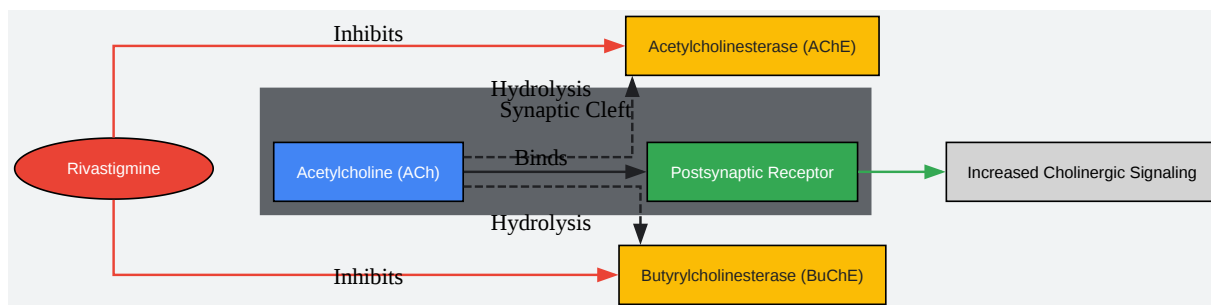 Inhibits
Acetylcholinesterase (AChE)
Hydrolysis
Synaptic Cleft
Rivastigmine
Acetylcholine (ACh)
Binds
Postsynaptic Receptor
Increased Cholinergic Signaling
Hydrolysis
Inhibits
Butyrylcholinesterase (BuChE)